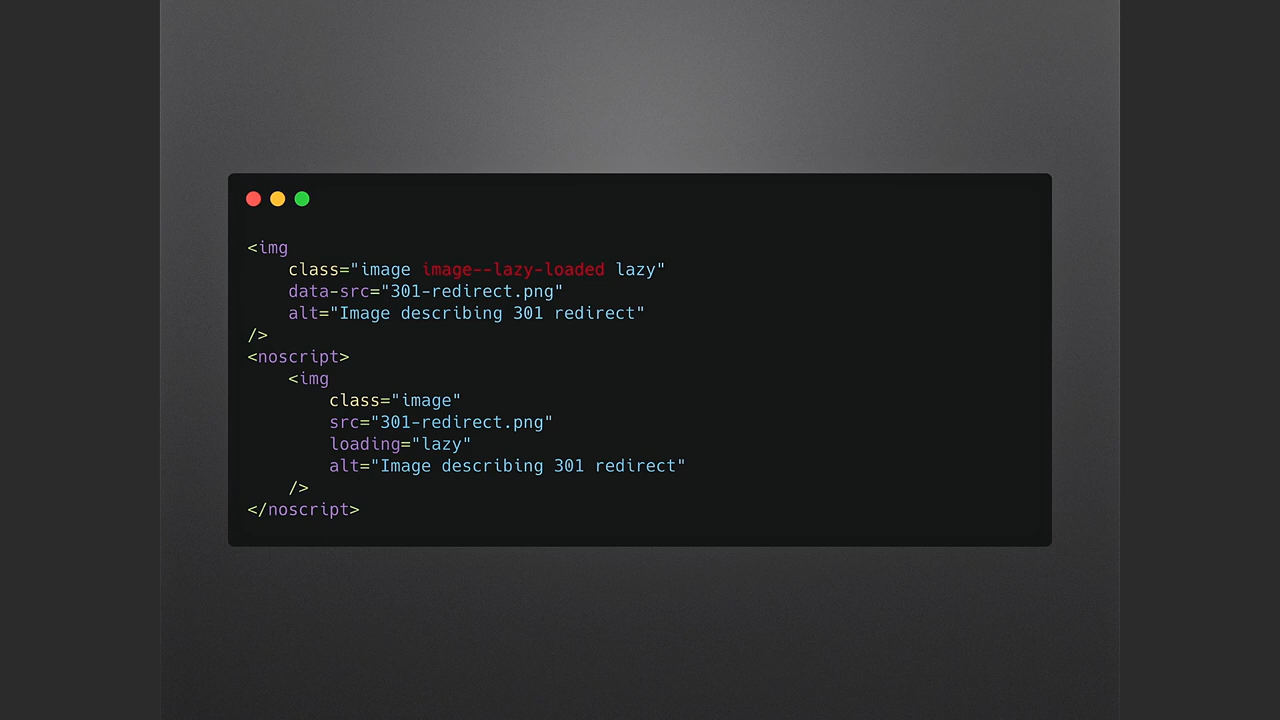 <img
class="image image--lazy-loaded lazy"
data-src="301-redirect.png"
alt="Image describing 301 redirect"
/>
<noscript>
<img
class="image"
src="301-redirect.png"
loading="lazy"
alt="Image describing 301 redirect"
/>
</noscript>